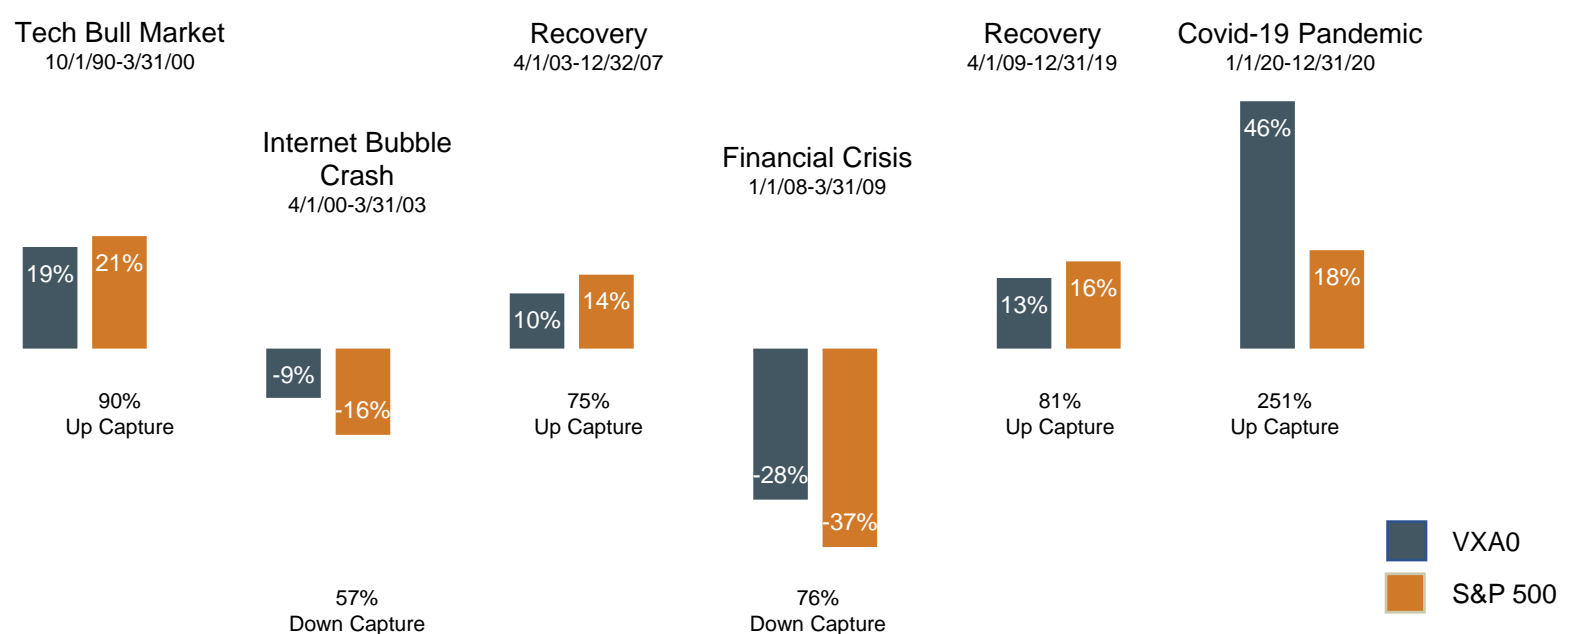 Tech Bull Market
10/1/90-3/31/00
19%
21%
90%
Up Capture
Internet Bubble
Crash
4/1/00-3/31/03
-9%
-16%
57%
Down Capture
Recovery
4/1/03-12/32/07
10%
14%
75%
Up Capture
Financial Crisis
1/1/08-3/31/09
-28%
-37%
76%
Down Capture
Recovery
4/1/09-12/31/19
13%
16%
81%
Up Capture
Covid-19 Pandemic
1/1/20-12/31/20
46%
18%
251%
Up Capture
VXA0
S&P 500